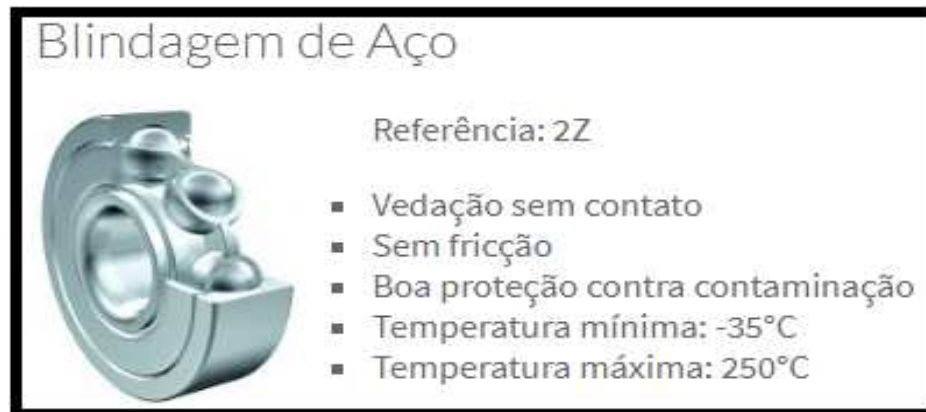 Blindagem de Aço
Referência: 2Z
▪ Vedação sem contato
▪ Sem fricção
▪ Boa proteção contra contaminação
▪ Temperatura mínima: -35°C
▪ Temperatura máxima: 250°C